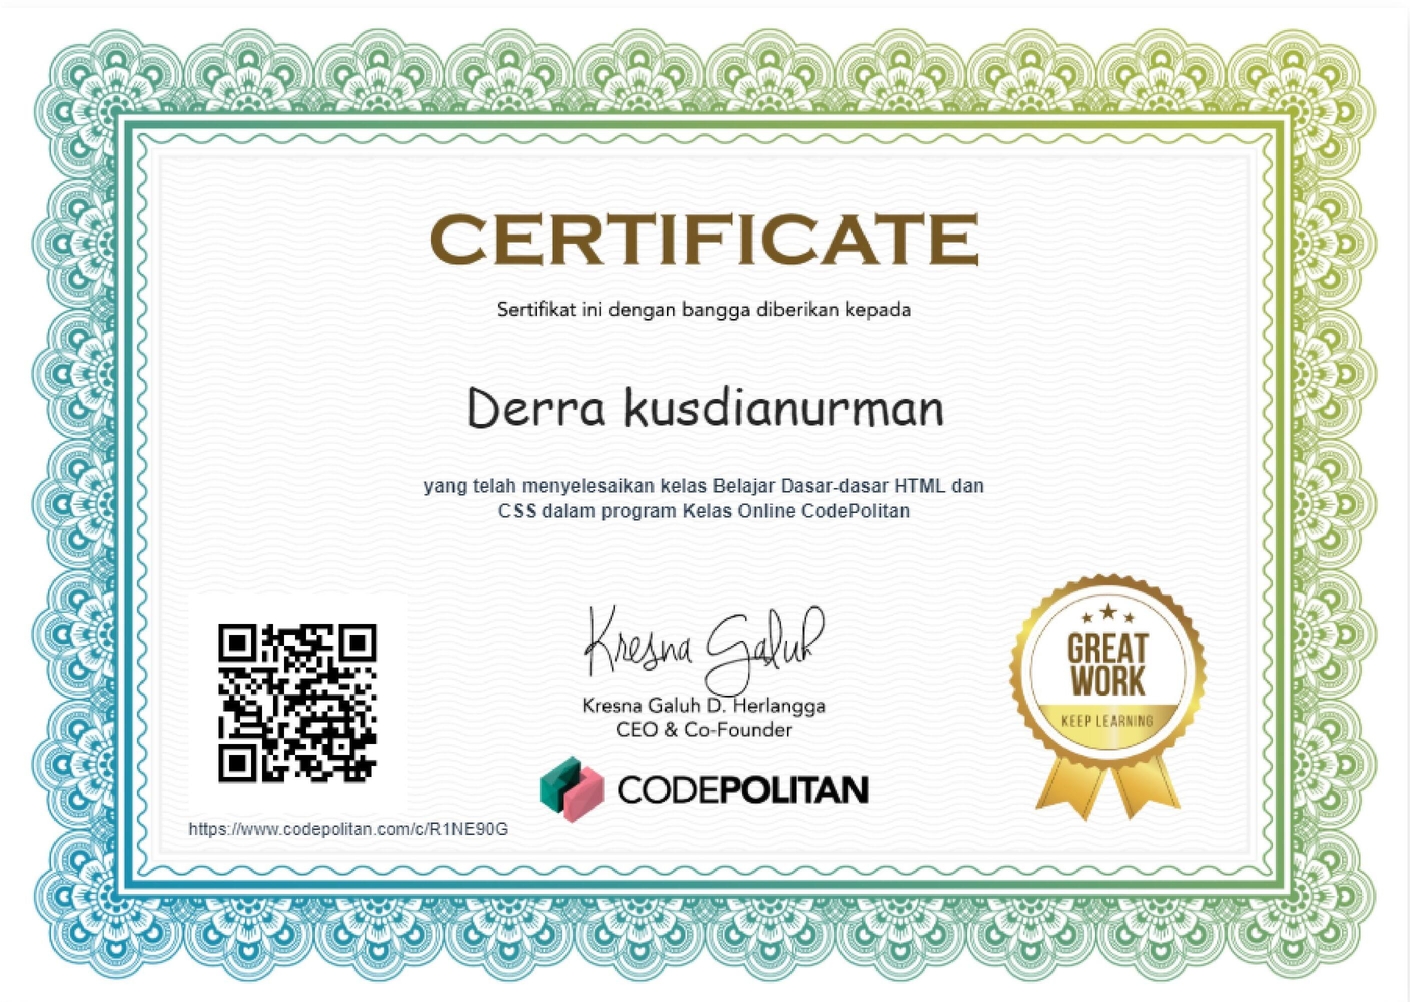 CERTIFICATE
Sertifikat ini dengan bangga diberikan kepada
Derra kusdianurman
yang telah menyelesaikan kelas Belajar Dasar-dasar HTML dan
CSS dalam program Kelas Online CodePolitan
Kresna Galuh
Kresna Galuh D. Herlangga
CEO & Co-Founder
CODEPOLITAN
https://www.codepolitan.com/c/R1NE90G
GREAT
WORK
KEEP LEARNING